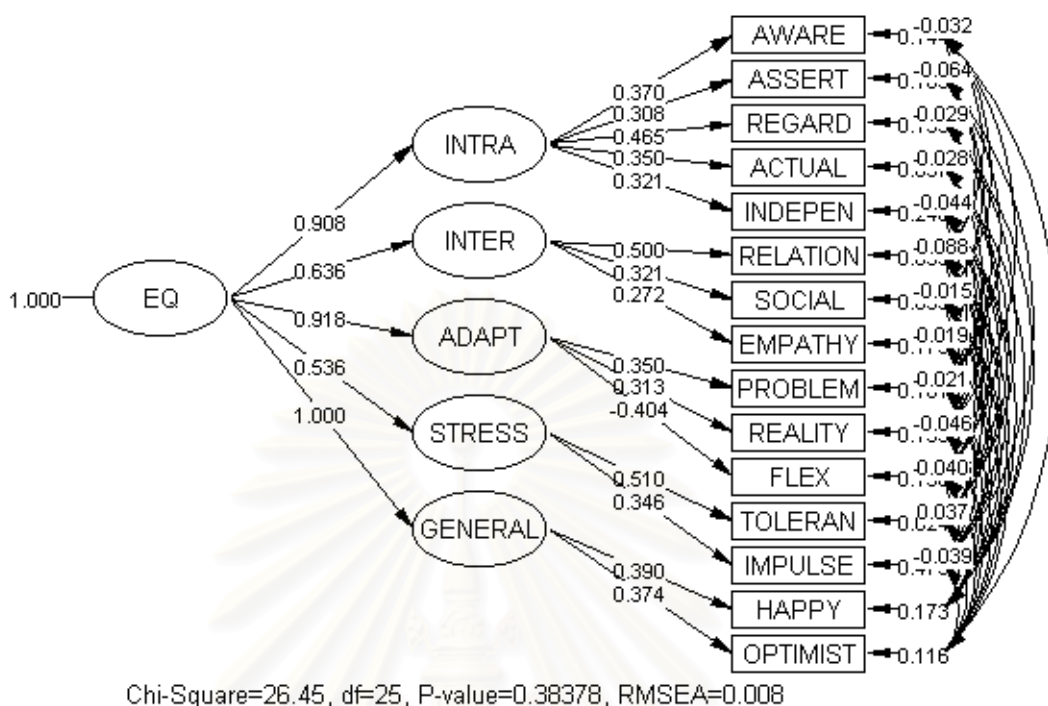 AWARE
-0.032
0.370
ASSERT
-0.064
0.308
REGARD
-0.029
INTRA
0.465
ACTUAL
-0.028
0.350
0.321
INDEPEN
-0.044
0.908
INTER
0.500
RELATION
-0.088
0.636
0.321
SOCIAL
-0.015
0.272
1.000
EQ
0.918
EMPATHY
-0.019
ADAPT
0.350
PROBLEM
-0.021
0.536
0.313
-0.404
REALITY
-0.046
1.000
STRESS
FLEX
-0.040
0.510
TOLERAN
0.037
0.346
GENERAL
IMPULSE
-0.039
0.390
HAPPY
0.173
0.374
OPTIMIST
0.116
Chi-Square=26.45, df=25, P-value=0.38378, RMSEA=0.008